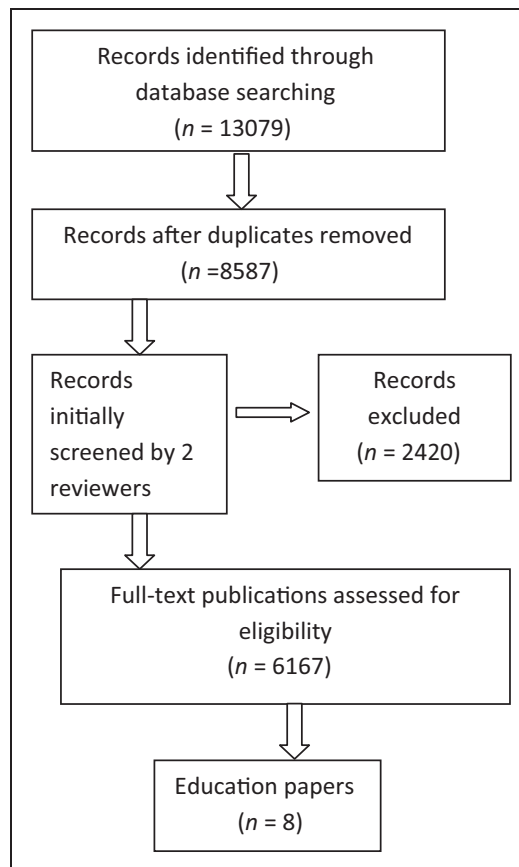 Records identified through
database searching
(n = 13079)
Records after duplicates removed
(n =8587)
Records
initially
screened by 2
reviewers
Records
excluded
(n = 2420)
Full-text publications assessed for
eligibility
(n = 6167)
Education papers
(n = 8)